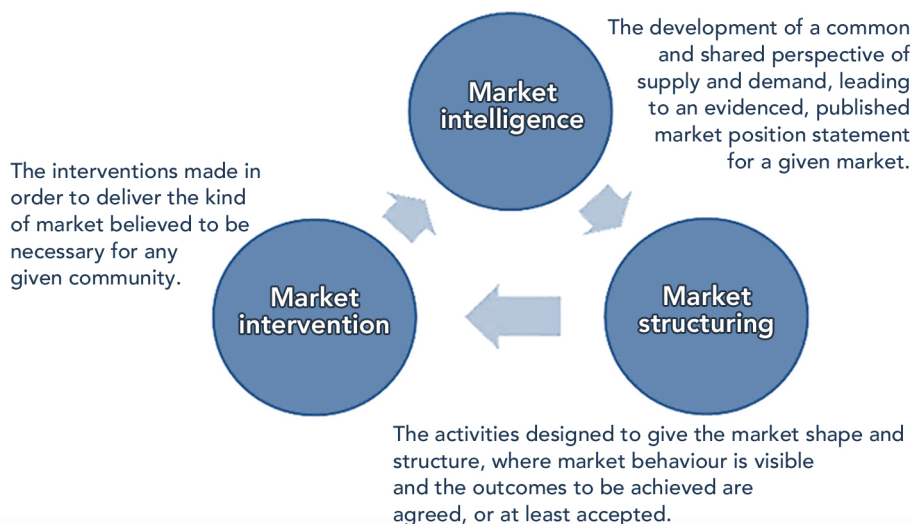 Market
intelligence
The development of a common
and shared perspective of
supply and demand, leading
to an evidenced, published
market position statement
for a given market.
The interventions made in
order to deliver the kind
of market believed to be
necessary for any
given community.
Market
intervention
Market
structuring
The activities designed to give the market shape and
structure, where market behaviour is visible
and the outcomes to be achieved are
agreed, or at least accepted.